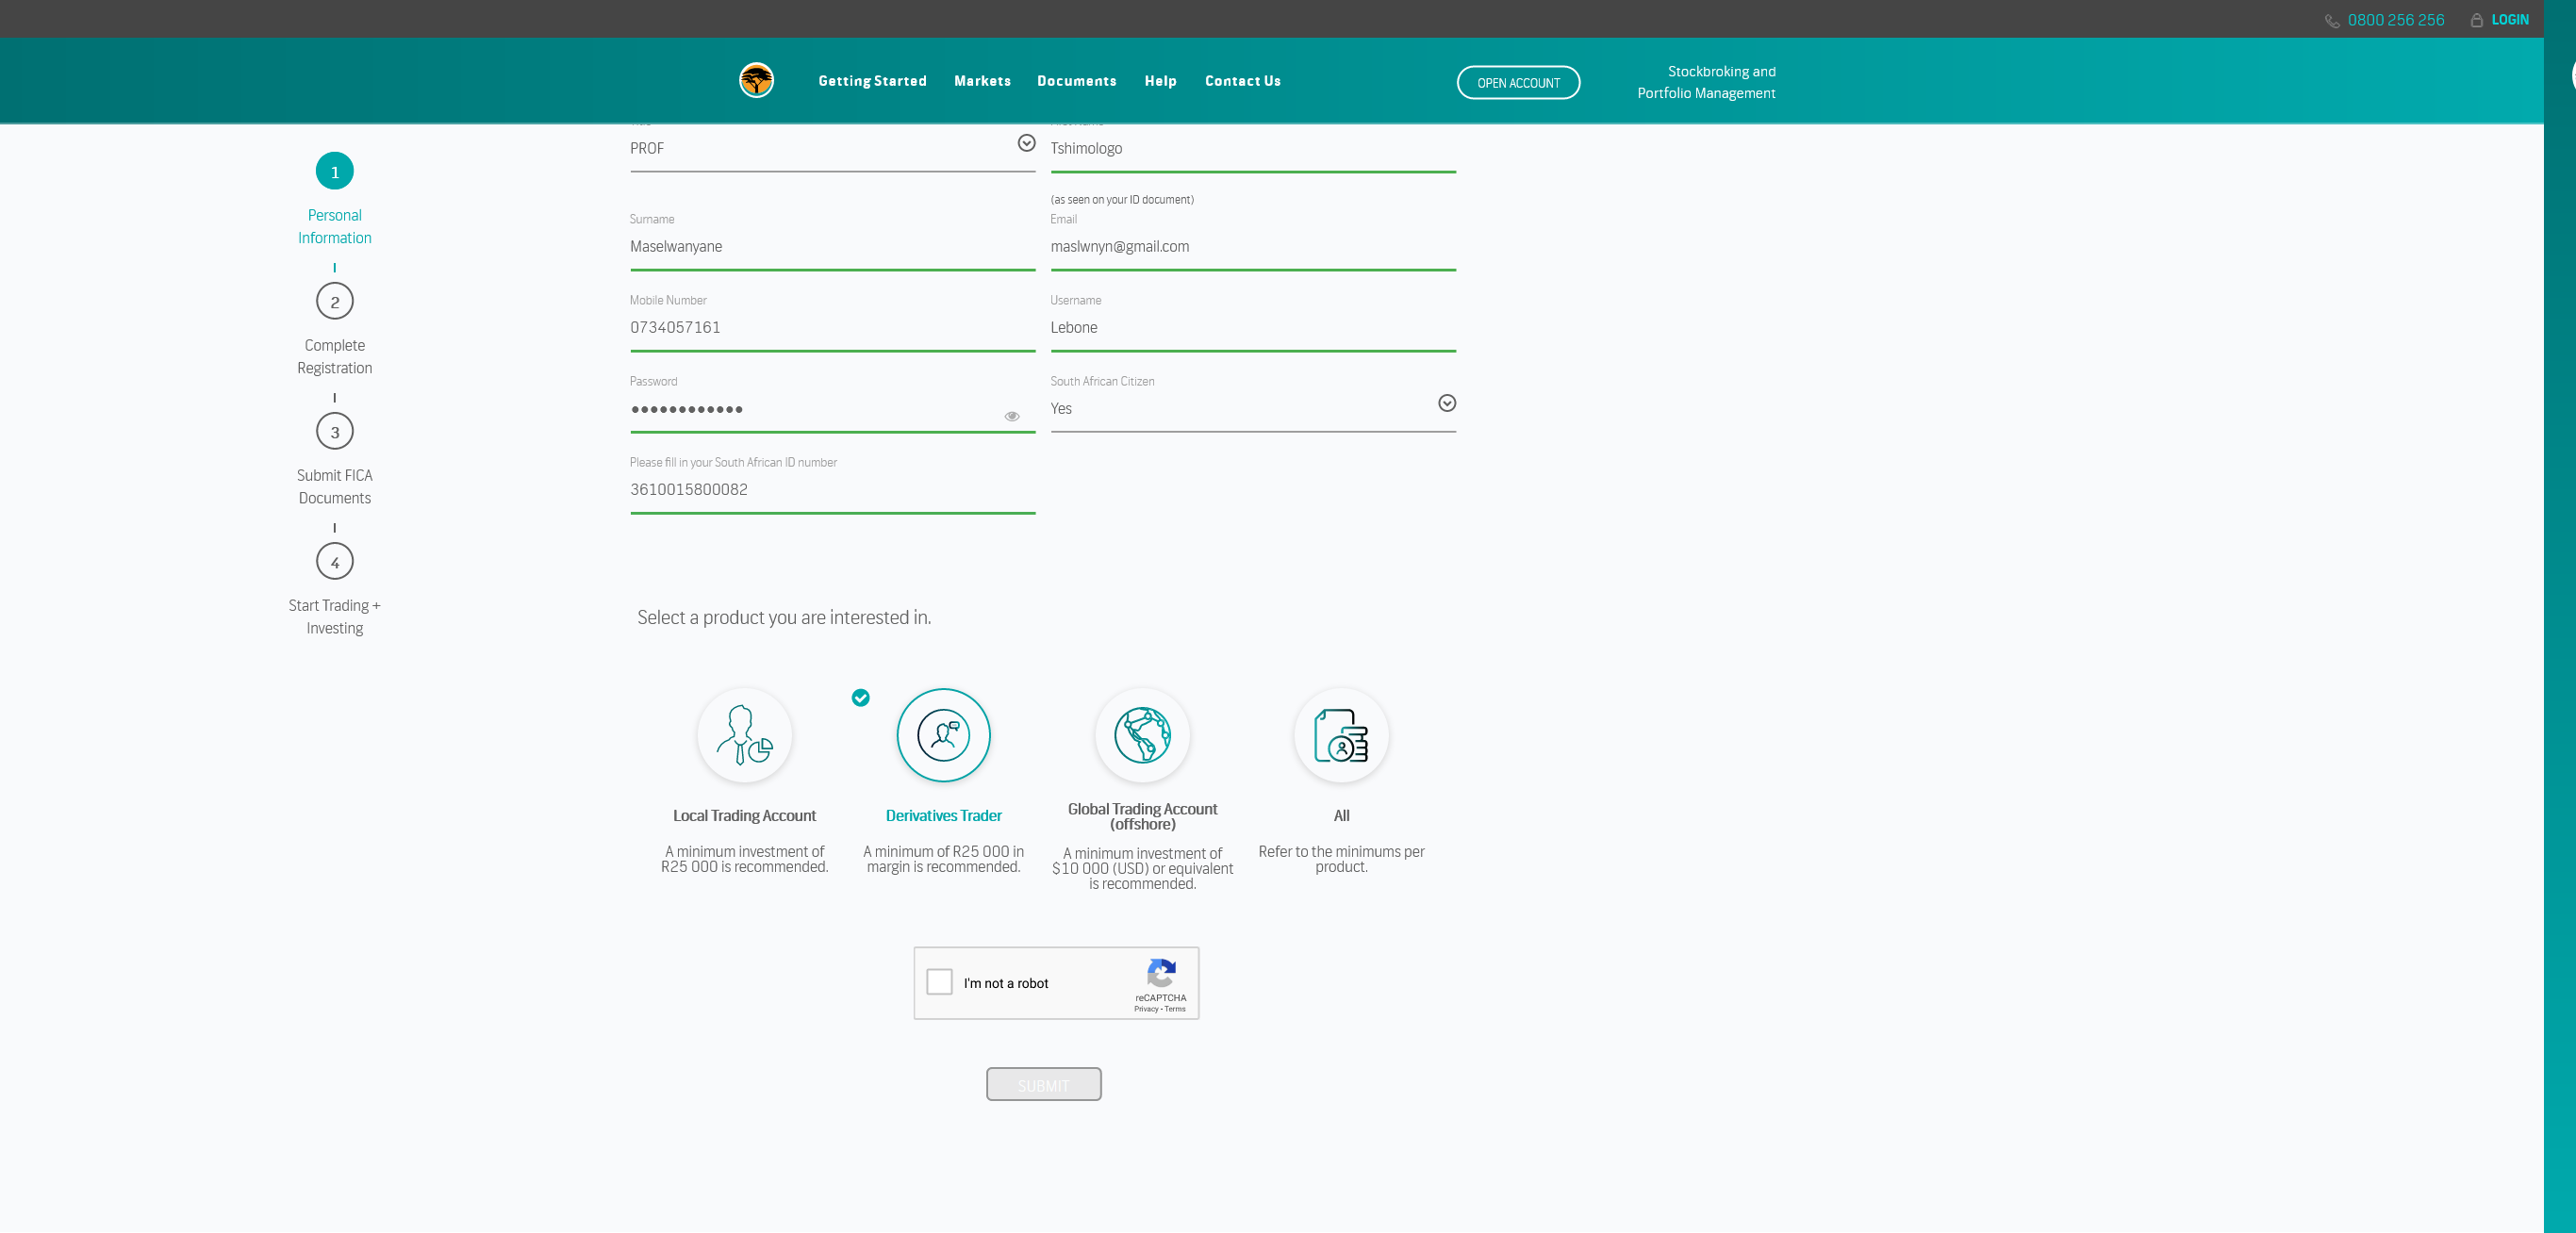 0800 256 256
LOGIN
Getting Started
Markets
Documents
Help
Contact Us
OPEN ACCOUNT
Stockbroking and
Portfolio Management
1
Personal
Information
2
Complete
Registration
3
Submit FICA
Documents
4
Start Trading +
Investing
PROF
Tshimologo
(as seen on your ID document)
Surname
Email
Maselwanyane
maslwnyn@gmail.com
Mobile Number
Username
0734057161
Lebone
Password
South African Citizen
●●●●●●●●●●●●
Yes
Please fill in your South African ID number
3610015800082
Select a product you are interested in.
Local Trading Account
A minimum investment of
R25 000 is recommended.
Derivatives Trader
A minimum of R25 000 in
margin is recommended.
Global Trading Account
(offshore)
A minimum investment of
$10 000 (USD) or equivalent
is recommended.
All
Refer to the minimums per
product.
I'm not a robot
reCAPTCHA
Privacy • Terms
SUBMIT